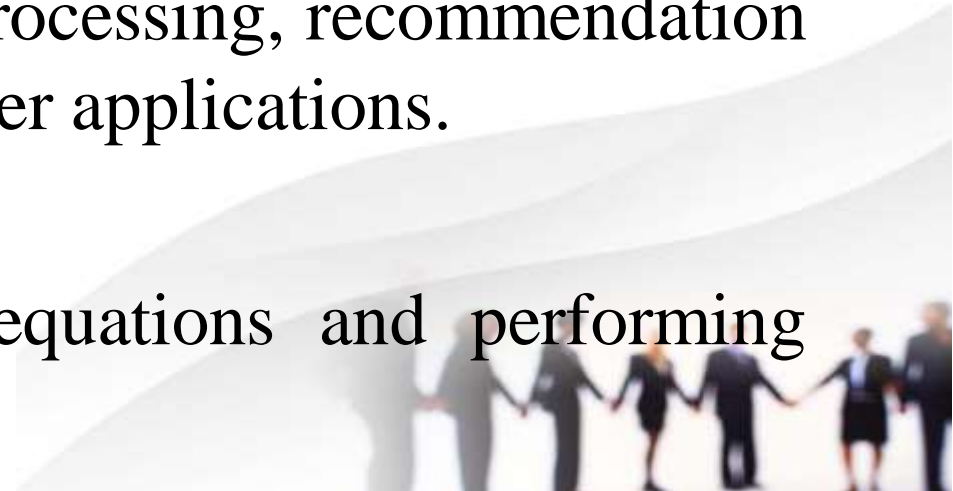 rocessing, recommendation
er applications.
equations and performing